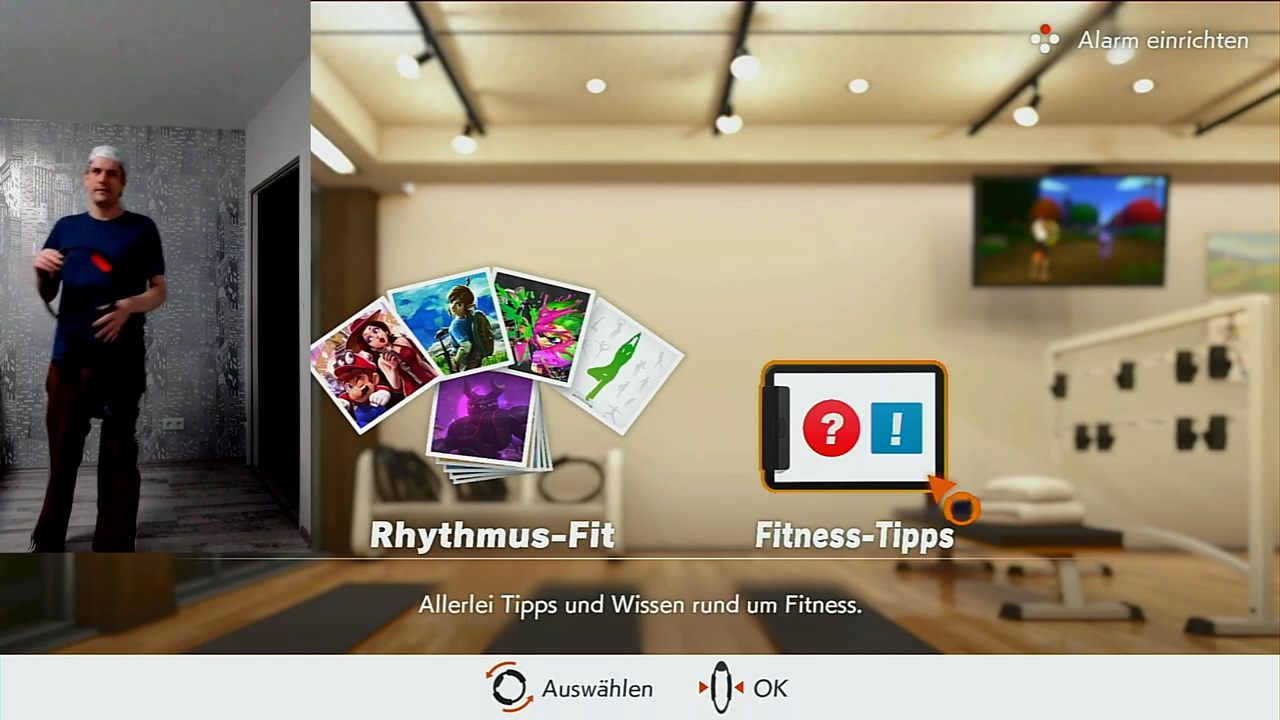 Alarm einrichten
? !
Rhythmus-Fit
Fitness-Tipps
Allerlei Tipps und Wissen rund um Fitness.
Auswählen
OK